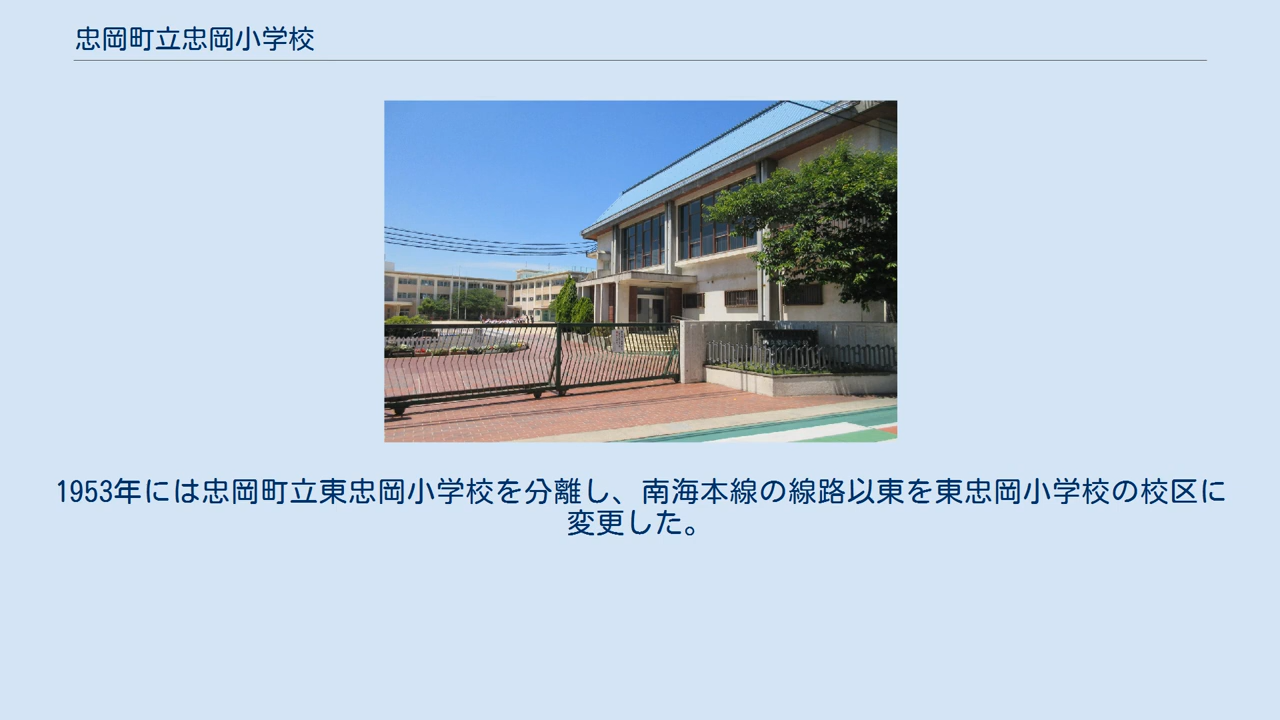 忠岡町立忠岡小学校
1953年には忠岡町立東忠岡小学校を分離し、南海本線の線路以東を東忠岡小学校の校区に
変更した。